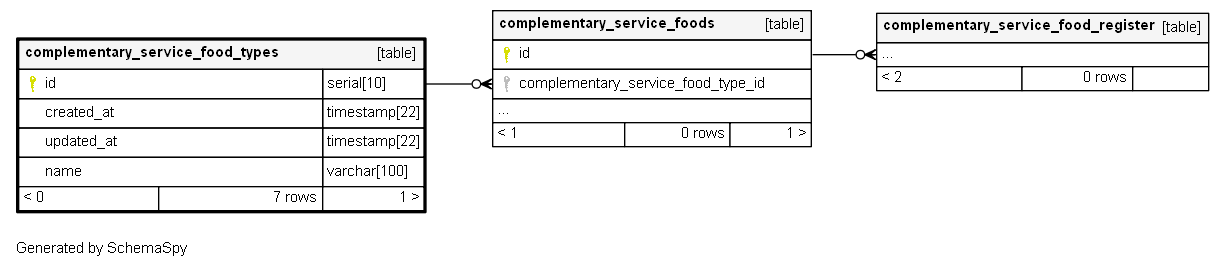 complementary_service_food_types [table]
id serial[10]
created_at timestamp[22]
updated_at timestamp[22]
name varchar[100]
< 0 7 rows 1 >
complementary_service_foods [table]
id
complementary_service_food_type_id
...
< 1 0 rows 1 >
complementary_service_food_register [table]
...
< 2 0 rows
Generated by SchemaSpy